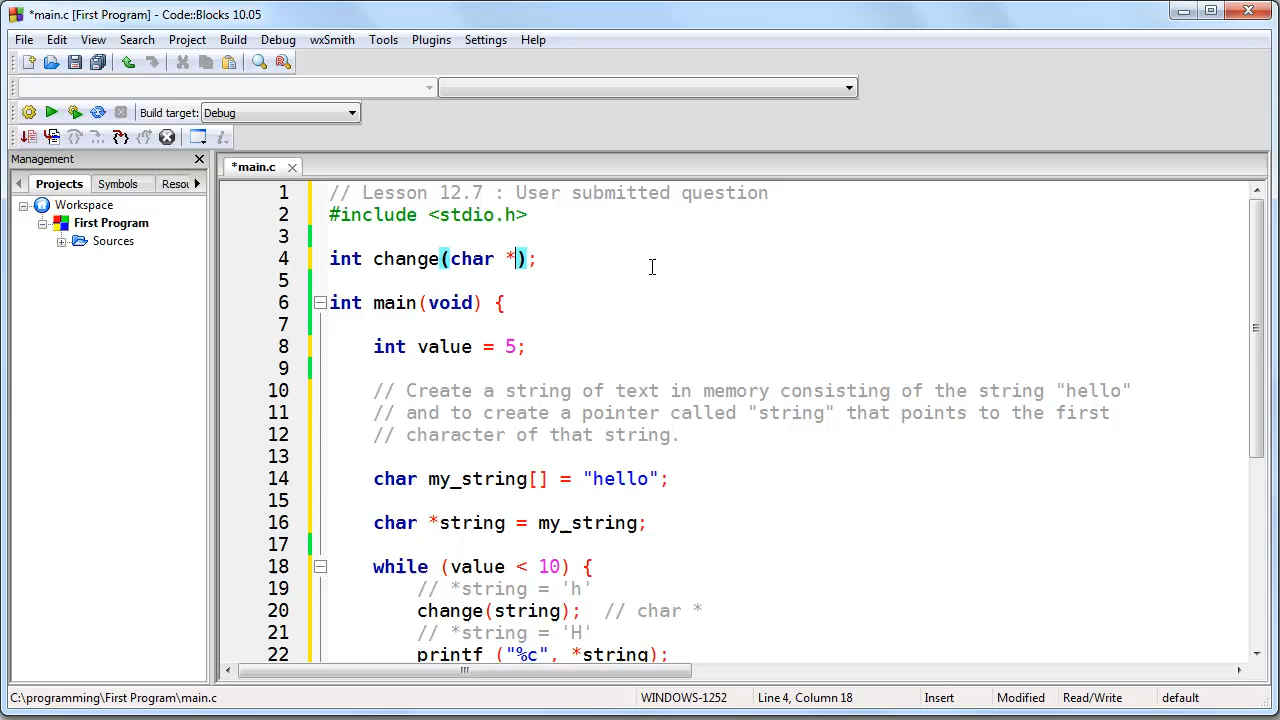 *main.c [First Program] - Code::Blocks 10.05
File Edit View Search Project Build Debug wxSmith Tools Plugins Settings Help
Build target: Debug
Management
*main.c
Projects Symbols Resou
Workspace
First Program
Sources
1 // Lesson 12.7 : User submitted question
2 #include <stdio.h>
3
4 int change(char *);
5
6 int main(void) {
7
8 int value = 5;
9
10 // Create a string of text in memory consisting of the string "hello"
11 // and to create a pointer called "string" that points to the first
12 // character of that string.
13
14 char my_string[] = "hello";
15
16 char *string = my_string;
17
18 while (value < 10) {
19 // *string = 'h'
20 change(string); // char *
21 // *string = 'H'
22 printf ("%c", *string);
C:\programming\First Program\main.c WINDOWS-1252 Line 4, Column 18 Insert Modified Read/Write default